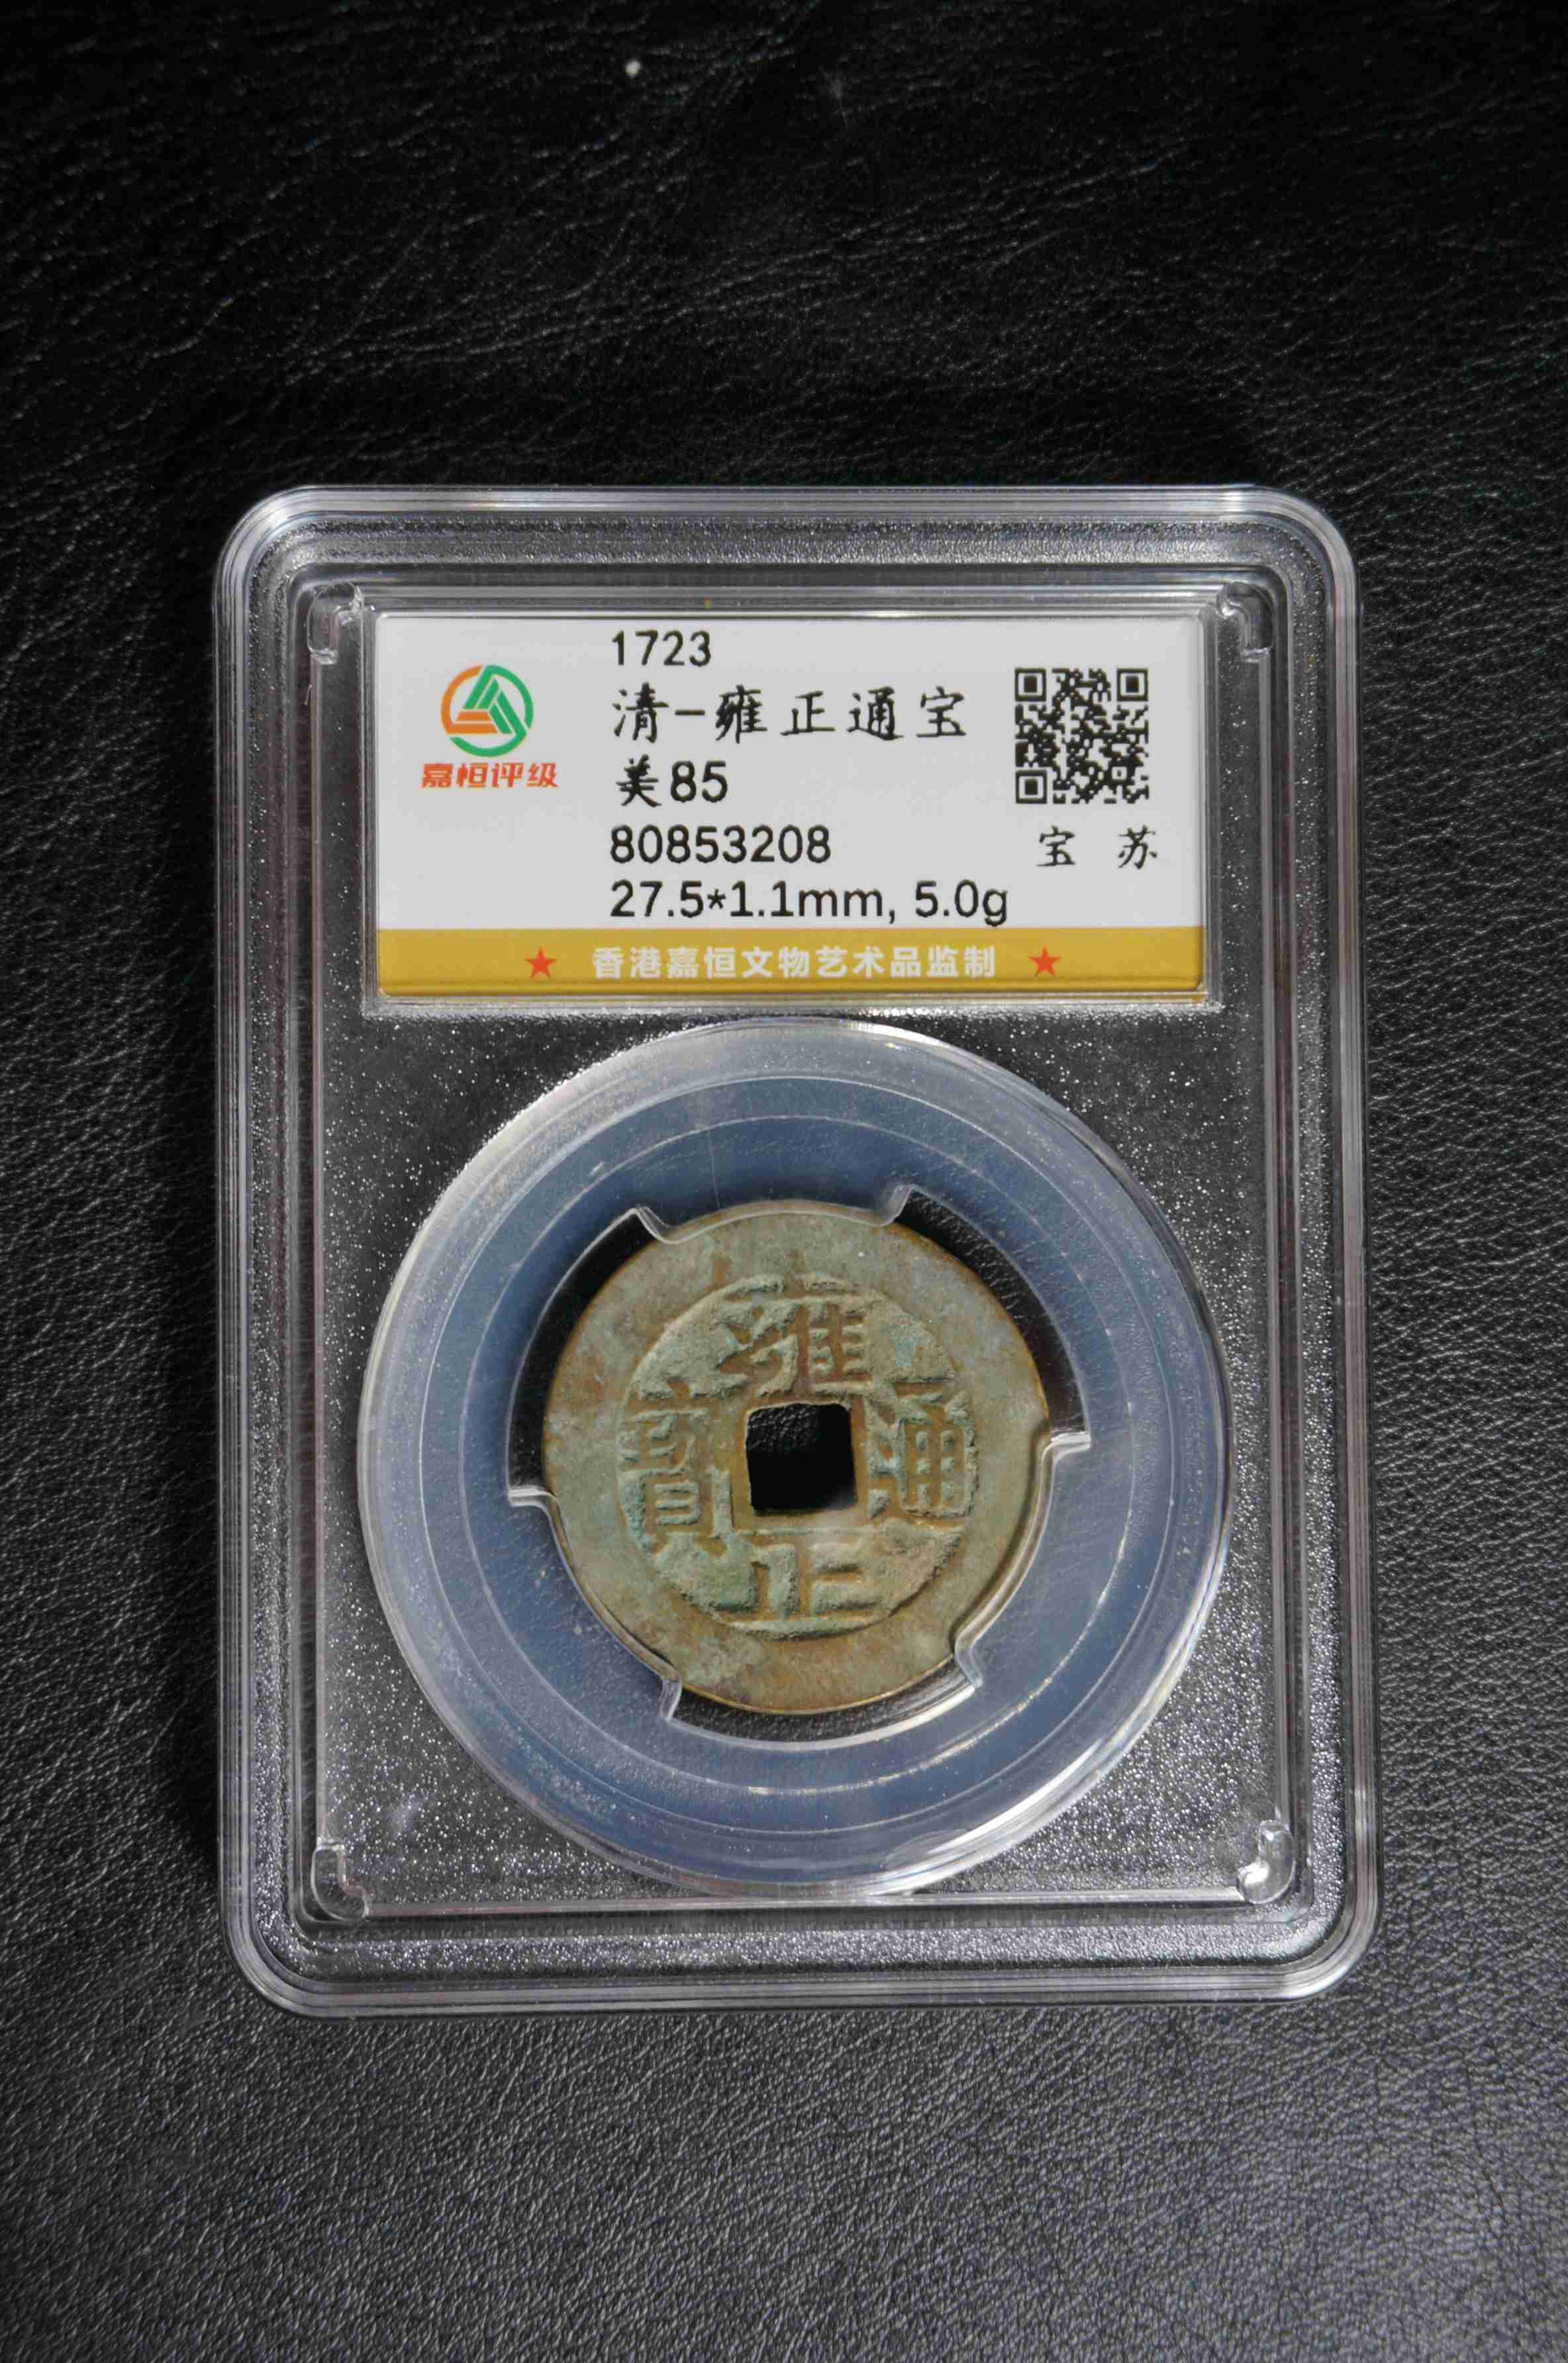 1723
清-雍正通宝
美85
80853208
27.5*1.1mm, 5.0g
嘉恒评级
宝 苏
★ 香港嘉恒文物艺术品监制 ★
雍正通寳